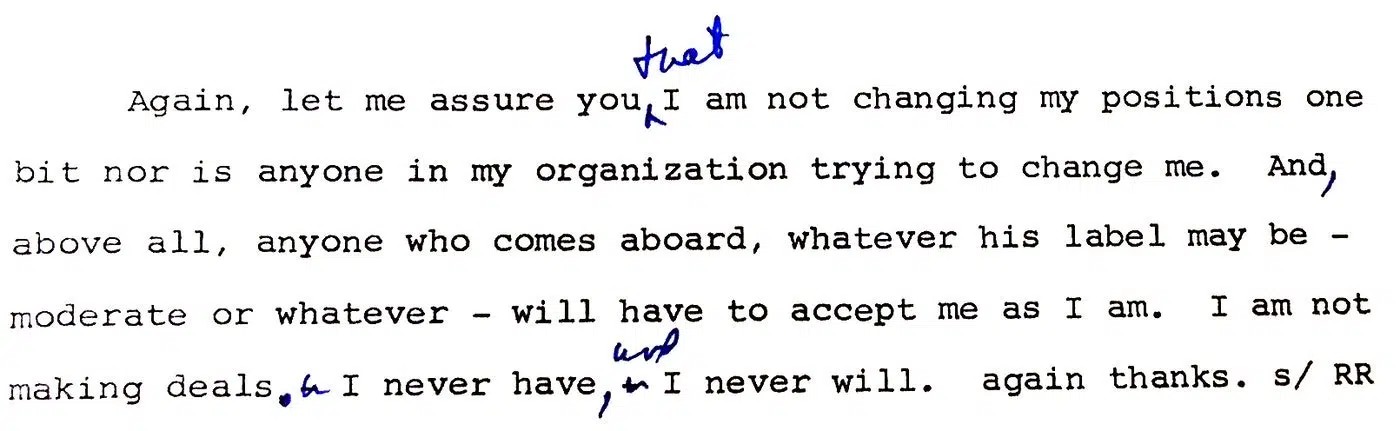 that
Again, let me assure you, I am not changing my positions one
bit nor is anyone in my organization trying to change me. And,
above all, anyone who comes aboard, whatever his label may be -
moderate or whatever - will have to accept me as I am. I am not
and
making deals. I never have, I never will. again thanks. s/ RR